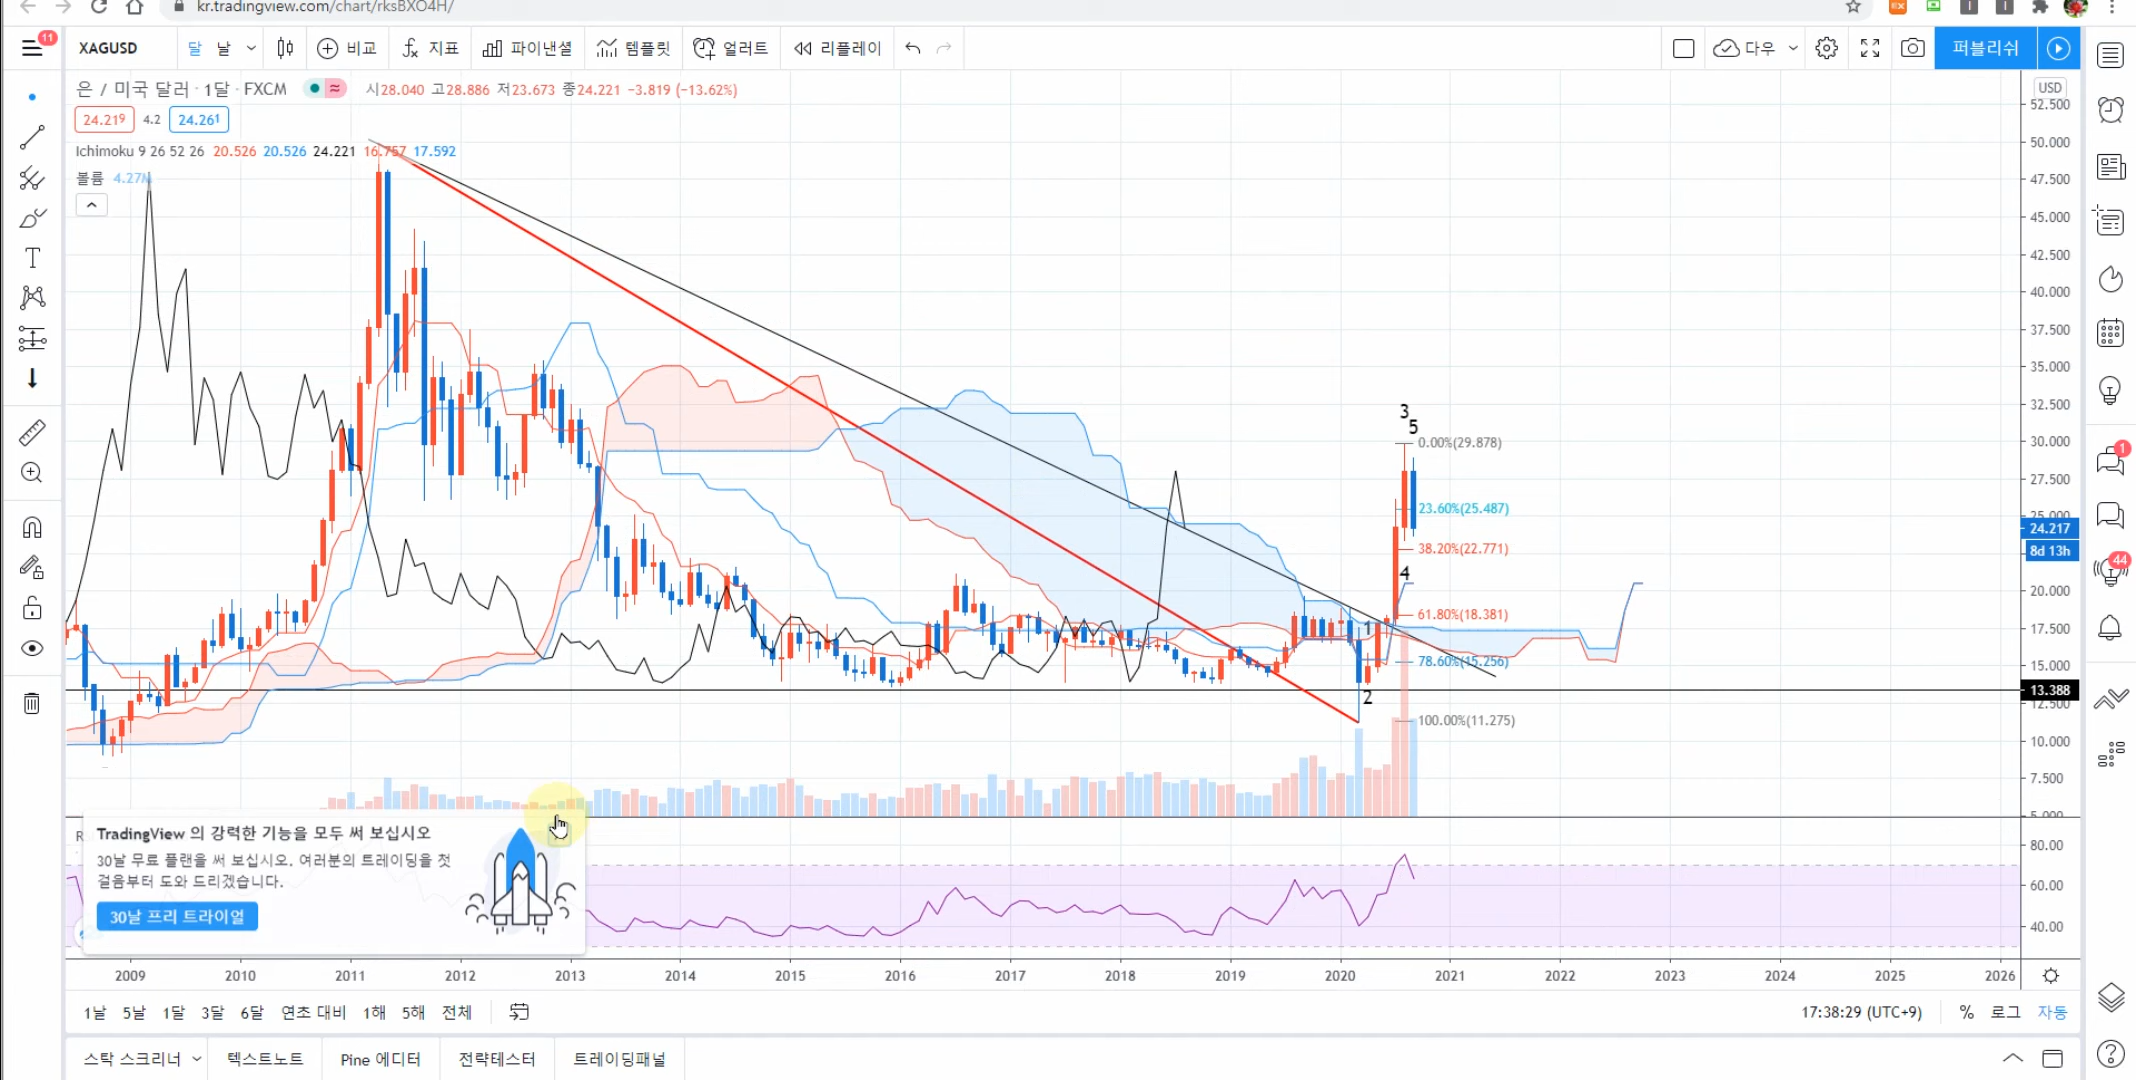 kr.tradingview.com/chart/rksBXO4H/
11
XAGUSD 달 날 비교 지표 파이낸셜 템플릿 얼러트 리플레이 다우 퍼블리쉬
은 / 미국 달러 · 1달 · FXCM 시28.040 고28.886 저23.673 종24.221 −3.819 (−13.62%)
24.219 4.2 24.261
Ichimoku 9 26 52 26 20.526 20.526 24.221 16.757 17.592
볼륨 4.27M
USD
52.500
50.000
47.500
45.000
42.500
40.000
37.500
35.000
32.500
30.000
27.500
25.000
24.217
8d 13h
20.000
17.500
15.000
13.388
12.500
10.000
7.500
5.000
3
5
0.00%(29.878)
23.60%(25.487)
38.20%(22.771)
4
61.80%(18.381)
1
78.60%(15.256)
2
100.00%(11.275)
1
44
80.00
60.00
40.00
TradingView 의 강력한 기능을 모두 써 보십시오
30날 무료 플랜을 써 보십시오. 여러분의 트레이딩을 첫
걸음부터 도와 드리겠습니다.
30날 프리 트라이얼
2009 2010 2011 2012 2013 2014 2015 2016 2017 2018 2019 2020 2021 2022 2023 2024 2025 2026
1날 5날 1달 3달 6달 연초 대비 1해 5해 전체 17:38:29 (UTC+9) % 로그 자동
스탁 스크리너 텍스트노트 Pine 에디터 전략테스터 트레이딩패널